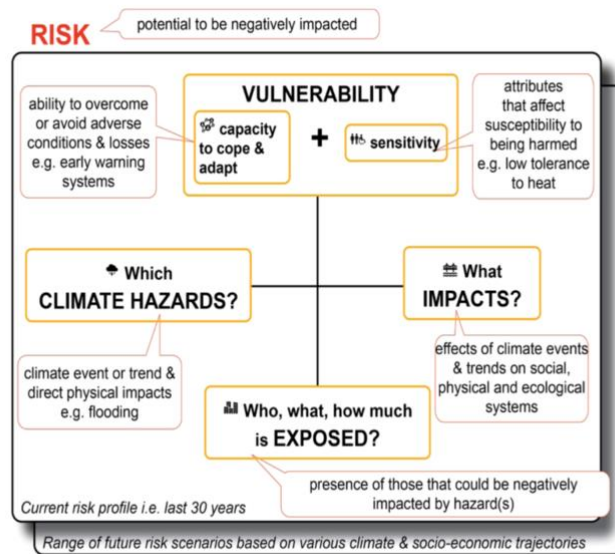 RISK
potential to be negatively impacted
VULNERABILITY
ability to overcome
or avoid adverse
conditions & losses
e.g. early warning
systems
capacity
to cope &
adapt
+
sensitivity
attributes
that affect
susceptibility to
being harmed
e.g. low tolerance
to heat
Which
CLIMATE HAZARDS?
What
IMPACTS?
climate event or trend &
direct physical impacts
e.g. flooding
effects of climate events
& trends on social,
physical and ecological
systems
Who, what, how much
is EXPOSED?
presence of those that could be negatively
impacted by hazard(s)
Current risk profile i.e. last 30 years
Range of future risk scenarios based on various climate & socio-economic trajectories